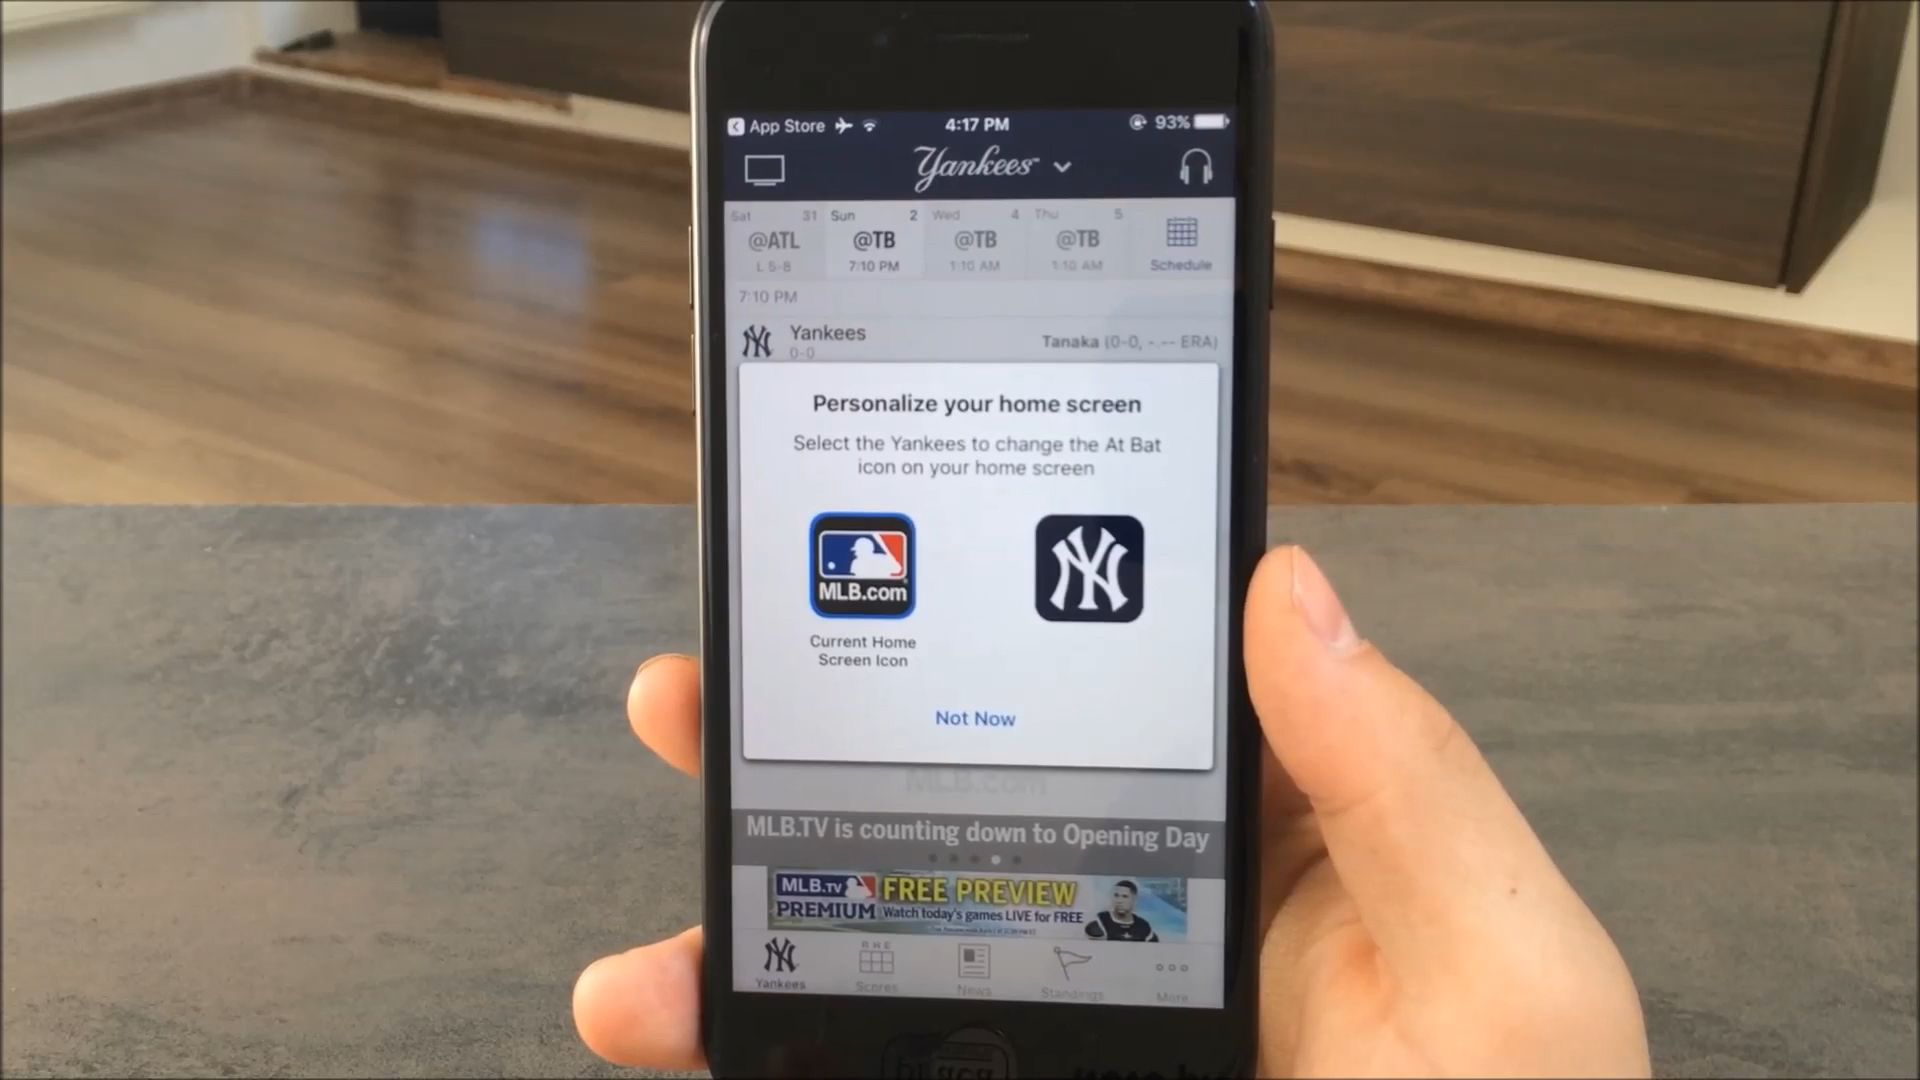 App Store 4:17 PM 93%
Yankees
Sat 31 Sun 2 Wed 4 Thu 5
@ATL @TB @TB @TB
L 5-8 7:10 PM 1:10 AM 1:10 AM Schedule
7:10 PM
Yankees
0-0 Tanaka (0-0, -.-- ERA)
Personalize your home screen
Select the Yankees to change the At Bat
icon on your home screen
MLB.com NY
Current Home
Screen Icon
Not Now
MLB.com
MLB.TV is counting down to Opening Day
MLB.TV FREE PREVIEW
PREMIUM Watch today's games LIVE for FREE
R H E
Yankees Scores News Standings More